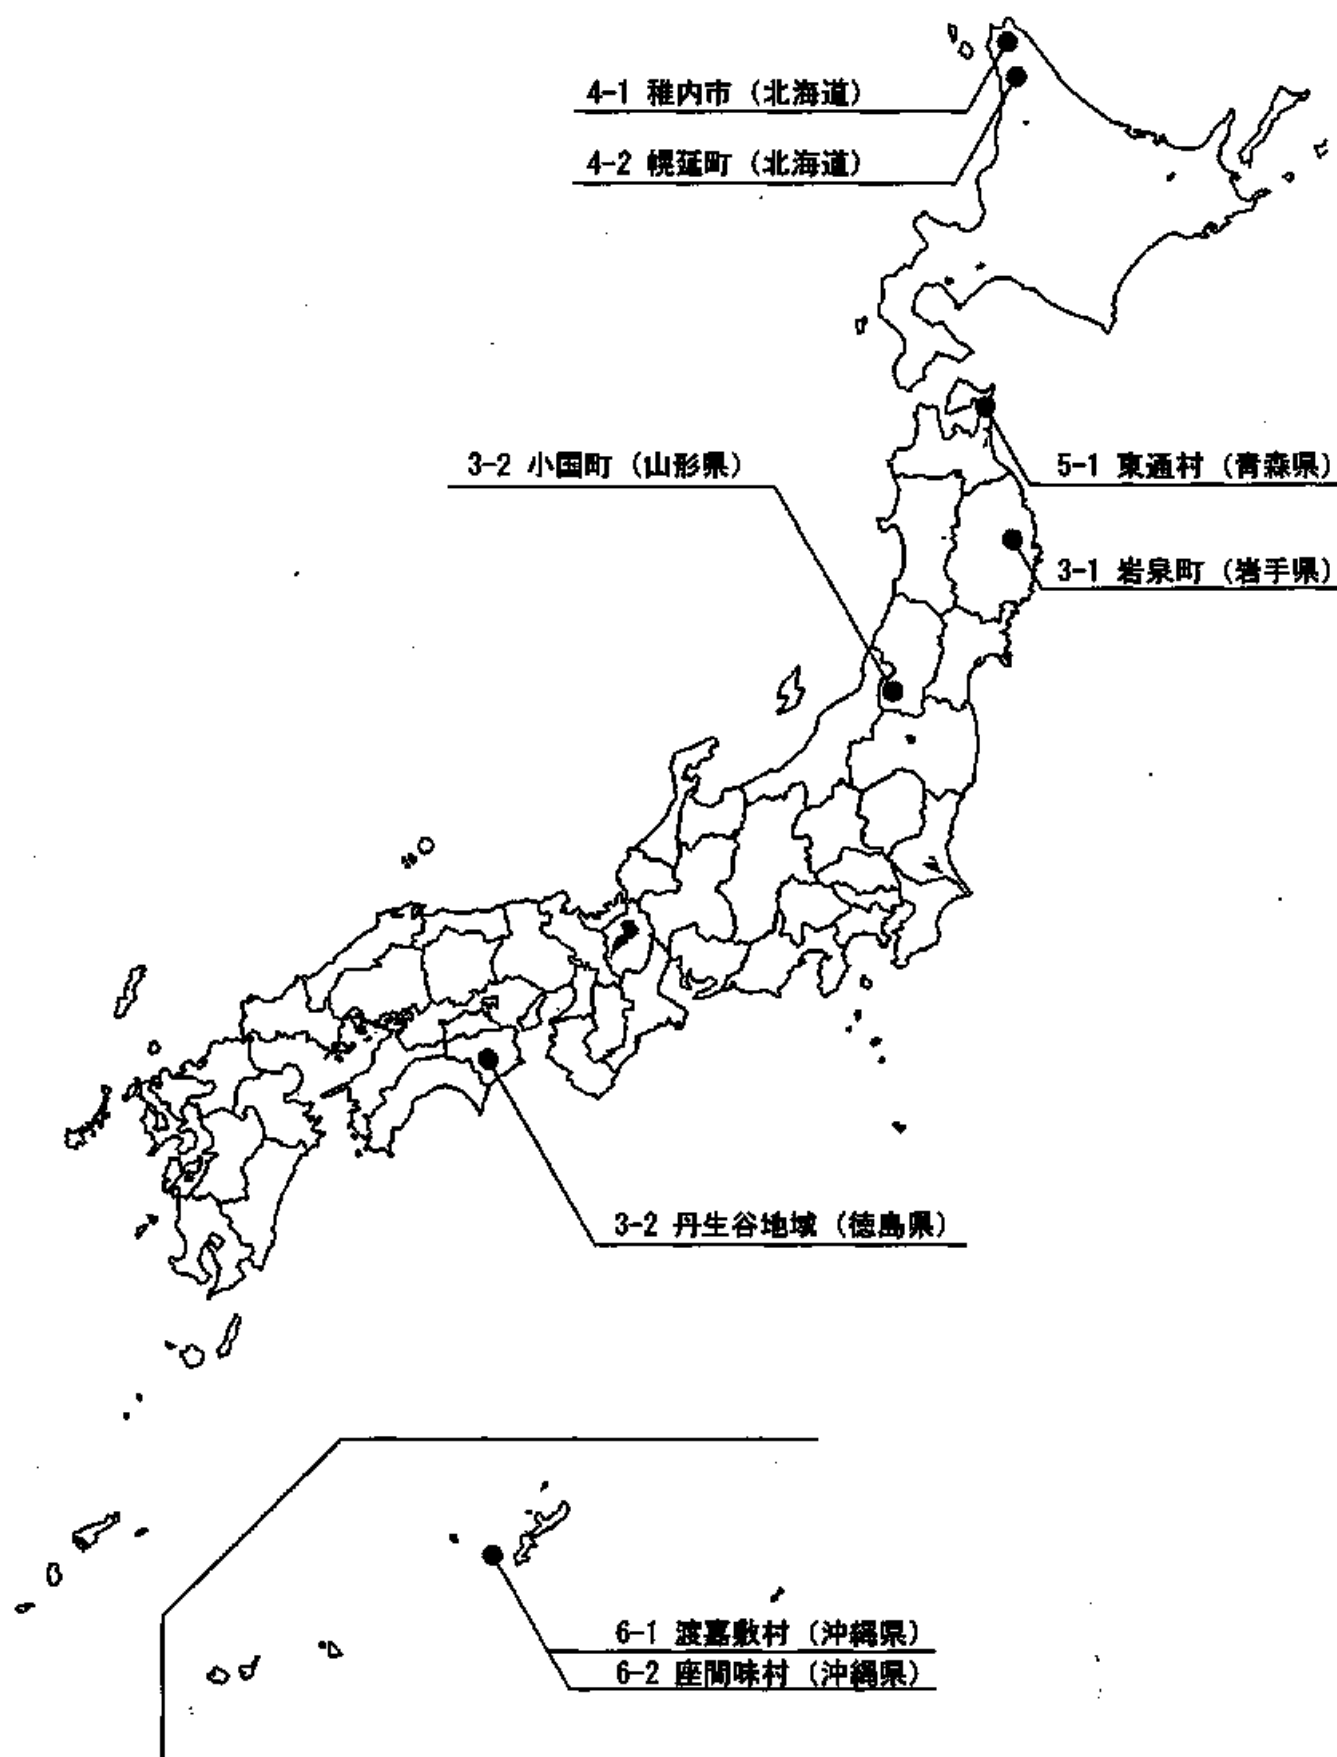 4-1 稚内市 (北海道)
4-2 幌延町 (北海道)
3-2 小国町 (山形県)
5-1 東通村 (青森県)
3-1 岩泉町 (岩手県)
3-2 丹生谷地域 (徳島県)
6-1 渡嘉敷村 (沖縄県)
6-2 座間味村 (沖縄県)